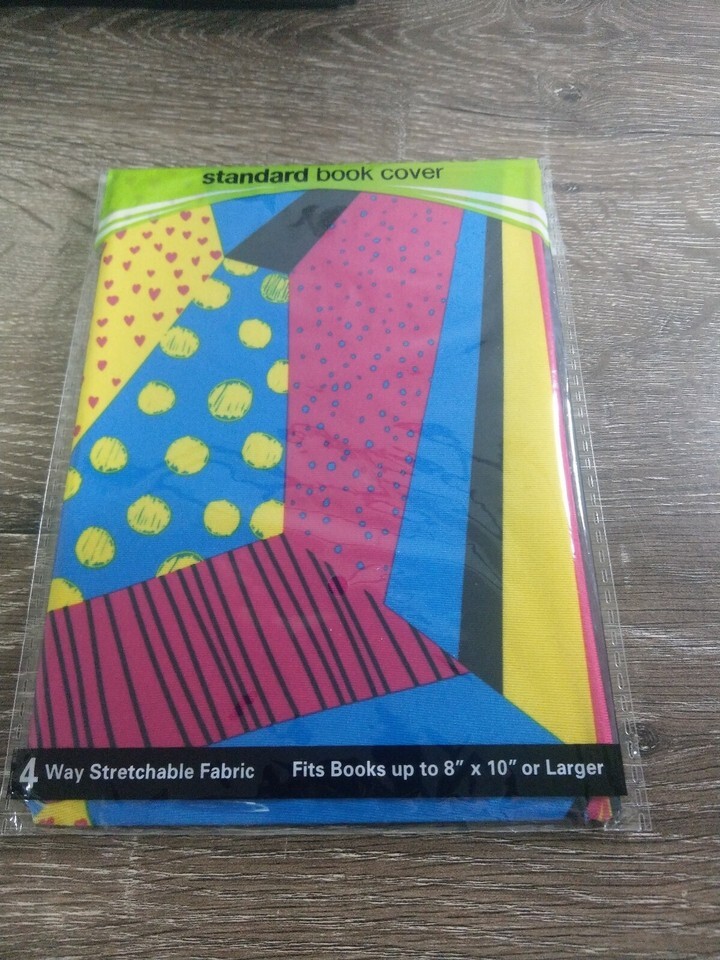 standard book cover
4 Way Stretchable Fabric Fits Books up to 8" x 10" or Larger